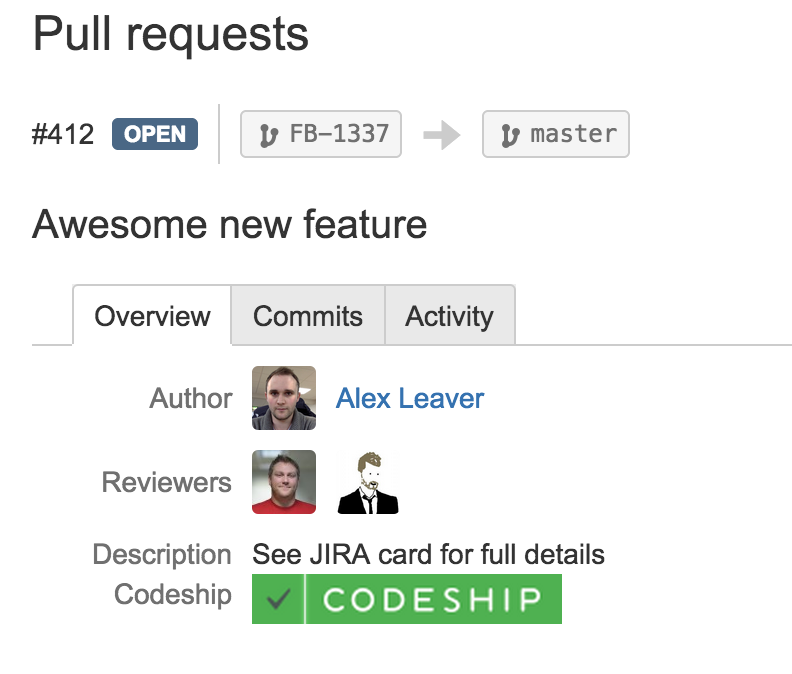 Pull requests
#412 OPEN FB-1337 master
Awesome new feature
Overview Commits Activity
Author Alex Leaver
Reviewers
Description See JIRA card for full details
Codeship CODESHIP